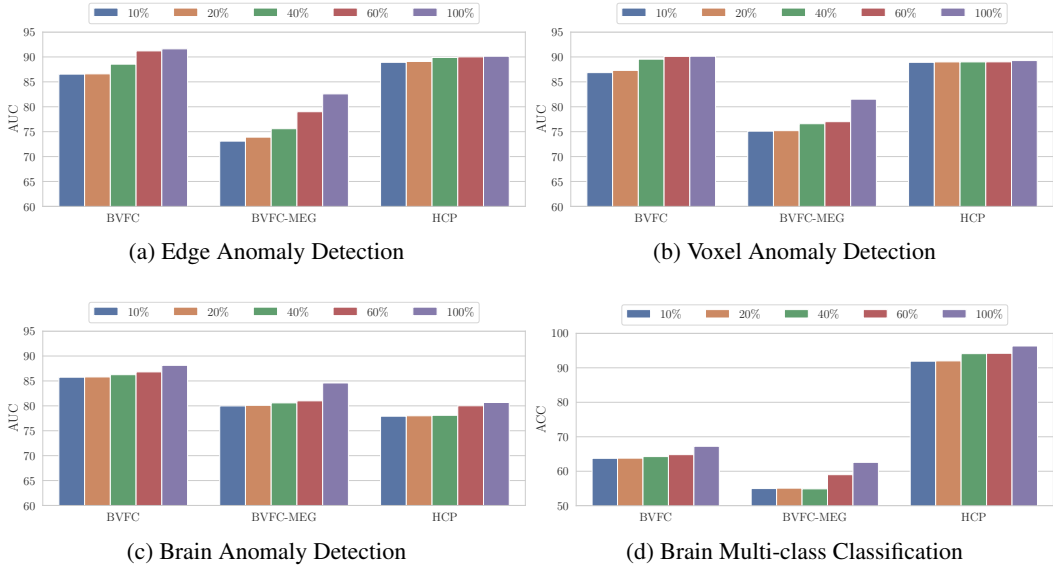 10% 20% 40% 60% 100%
95
90
85
80
75
70
65
60
AUC
BVFC BVFC-MEG HCP
(a) Edge Anomaly Detection
10% 20% 40% 60% 100%
95
90
85
80
75
70
65
60
AUC
BVFC BVFC-MEG HCP
(b) Voxel Anomaly Detection
10% 20% 40% 60% 100%
95
90
85
80
75
70
65
60
AUC
BVFC BVFC-MEG HCP
(c) Brain Anomaly Detection
10% 20% 40% 60% 100%
100
90
80
70
60
50
ACC
BVFC BVFC-MEG HCP
(d) Brain Multi-class Classification